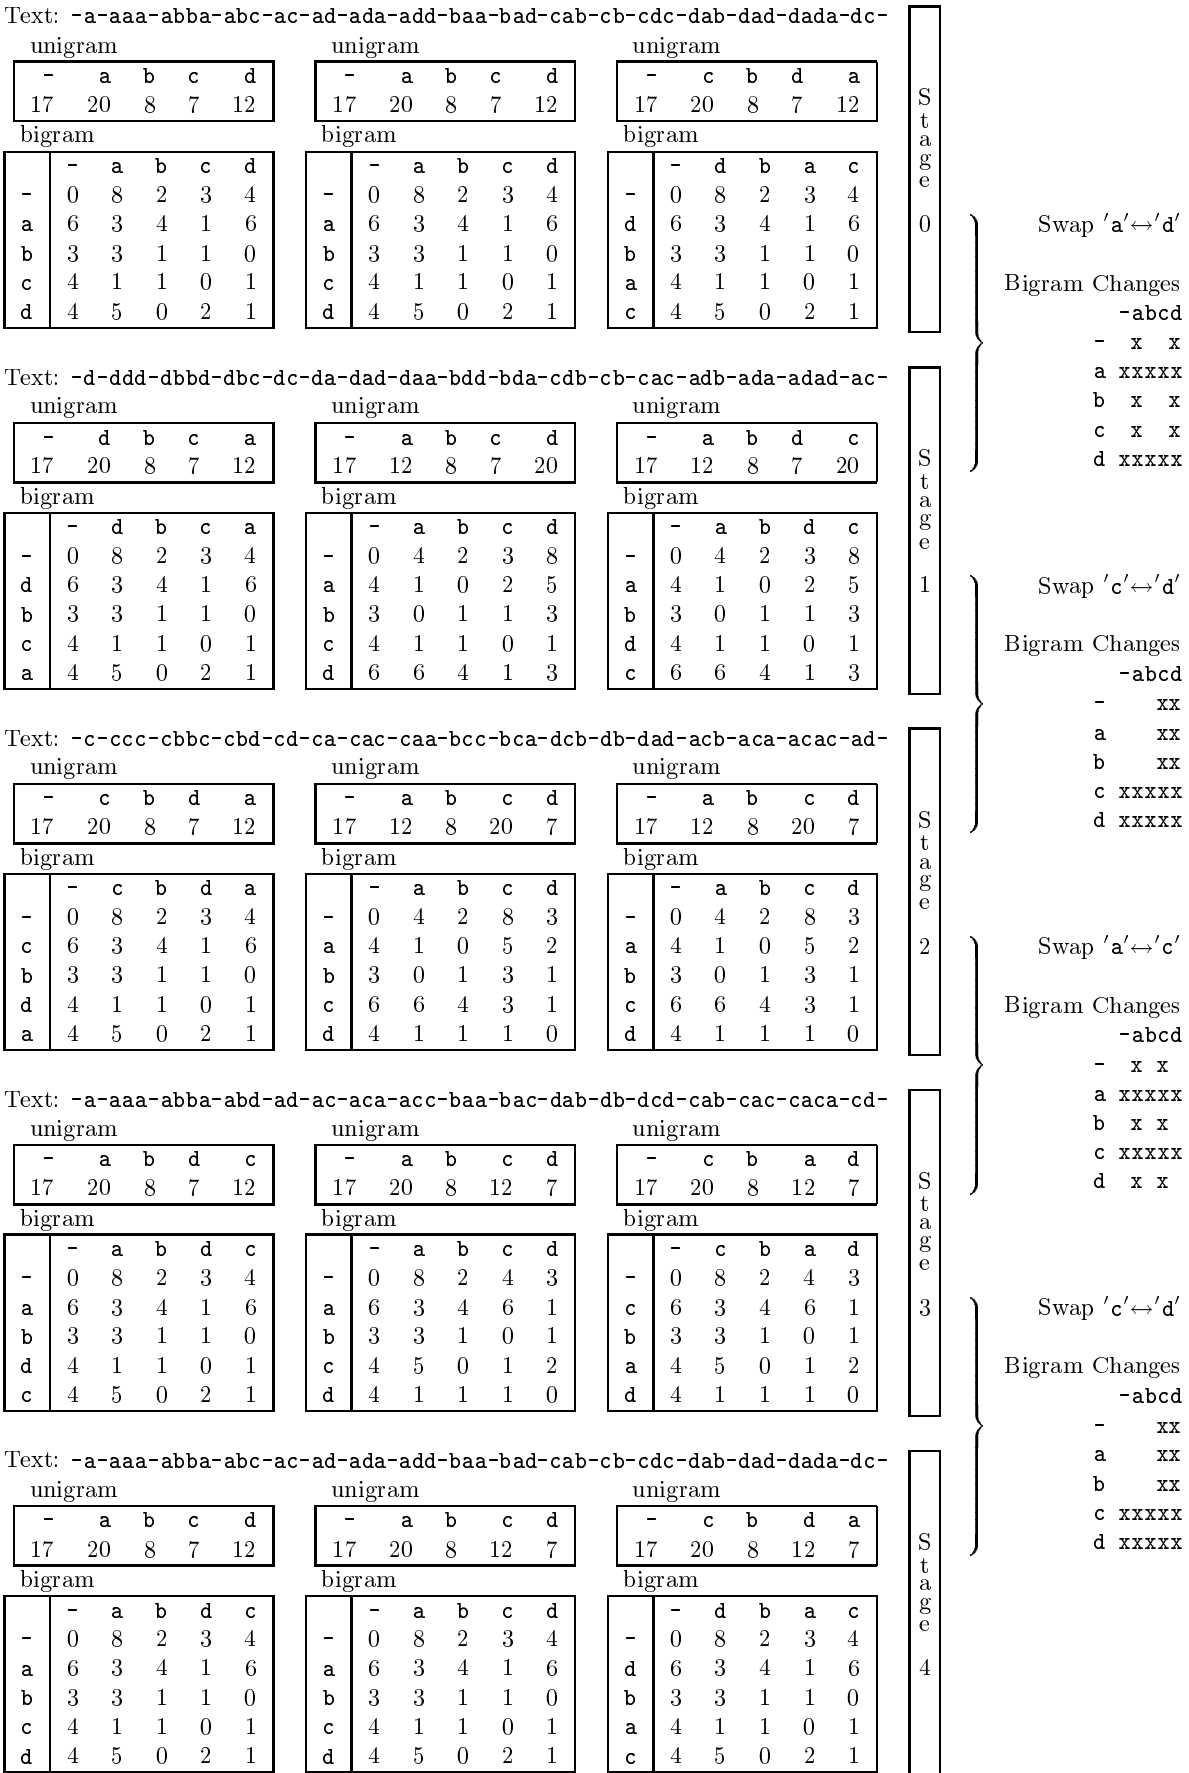 Text: -a-aaa-abba-abc-ac-ad-ada-add-baa-bad-cab-cb-cdc-dab-dad-dada-dc-
unigram unigram unigram
- a b c d - a b c d - c b d a
17 20 8 7 12 17 20 8 7 12 17 20 8 7 12
bigram bigram bigram
- a b c d - a b c d - d b a c
- 0 8 2 3 4 - 0 8 2 3 4 - 0 8 2 3 4
a 6 3 4 1 6 a 6 3 4 1 6 d 6 3 4 1 6
b 3 3 1 1 0 b 3 3 1 1 0 b 3 3 1 1 0
c 4 1 1 0 1 c 4 1 1 0 1 a 4 1 1 0 1
d 4 5 0 2 1 d 4 5 0 2 1 c 4 5 0 2 1
Stage 0
Swap 'a'↔'d'
Bigram Changes
-abcd
- x x
a xxxxx
b x x
c x x
d xxxxx
Text: -d-ddd-dbbd-dbc-dc-da-dad-daa-bdd-bda-cdb-cb-cac-adb-ada-adad-ac-
unigram unigram unigram
- d b c a - a b c d - a b d c
17 20 8 7 12 17 12 8 7 20 17 12 8 7 20
bigram bigram bigram
- d b c a - a b c d - a b d c
- 0 8 2 3 4 - 0 4 2 3 8 - 0 4 2 3 8
d 6 3 4 1 6 a 4 1 0 2 5 a 4 1 0 2 5
b 3 3 1 1 0 b 3 0 1 1 3 b 3 0 1 1 3
c 4 1 1 0 1 c 4 1 1 0 1 d 4 1 1 0 1
a 4 5 0 2 1 d 6 6 4 1 3 c 6 6 4 1 3
Stage 1
Swap 'c'↔'d'
Bigram Changes
-abcd
- xx
a xx
b xx
c xxxxx
d xxxxx
Text: -c-ccc-cbbc-cbd-cd-ca-cac-caa-bcc-bca-dcb-db-dad-acb-aca-acac-ad-
unigram unigram unigram
- c b d a - a b c d - a b c d
17 20 8 7 12 17 12 8 20 7 17 12 8 20 7
bigram bigram bigram
- c b d a - a b c d - a b c d
- 0 8 2 3 4 - 0 4 2 8 3 - 0 4 2 8 3
c 6 3 4 1 6 a 4 1 0 5 2 a 4 1 0 5 2
b 3 3 1 1 0 b 3 0 1 3 1 b 3 0 1 3 1
d 4 1 1 0 1 c 6 6 4 3 1 c 6 6 4 3 1
a 4 5 0 2 1 d 4 1 1 1 0 d 4 1 1 1 0
Stage 2
Swap 'a'↔'c'
Bigram Changes
-abcd
- x x
a xxxxx
b x x
c xxxxx
d x x
Text: -a-aaa-abba-abd-ad-ac-aca-acc-baa-bac-dab-db-dcd-cab-cac-caca-cd-
unigram unigram unigram
- a b d c - a b c d - c b a d
17 20 8 7 12 17 20 8 12 7 17 20 8 12 7
bigram bigram bigram
- a b d c - a b c d - c b a d
- 0 8 2 3 4 - 0 8 2 4 3 - 0 8 2 4 3
a 6 3 4 1 6 a 6 3 4 6 1 c 6 3 4 6 1
b 3 3 1 1 0 b 3 3 1 0 1 b 3 3 1 0 1
d 4 1 1 0 1 c 4 5 0 1 2 a 4 5 0 1 2
c 4 5 0 2 1 d 4 1 1 1 0 d 4 1 1 1 0
Stage 3
Swap 'c'↔'d'
Bigram Changes
-abcd
- xx
a xx
b xx
c xxxxx
d xxxxx
Text: -a-aaa-abba-abc-ac-ad-ada-add-baa-bad-cab-cb-cdc-dab-dad-dada-dc-
unigram unigram unigram
- a b c d - a b c d - c b d a
17 20 8 7 12 17 20 8 12 7 17 20 8 12 7
bigram bigram bigram
- a b d c - a b c d - d b a c
- 0 8 2 3 4 - 0 8 2 3 4 - 0 8 2 3 4
a 6 3 4 1 6 a 6 3 4 1 6 d 6 3 4 1 6
b 3 3 1 1 0 b 3 3 1 1 0 b 3 3 1 1 0
c 4 1 1 0 1 c 4 1 1 0 1 a 4 1 1 0 1
d 4 5 0 2 1 d 4 5 0 2 1 c 4 5 0 2 1
Stage 4